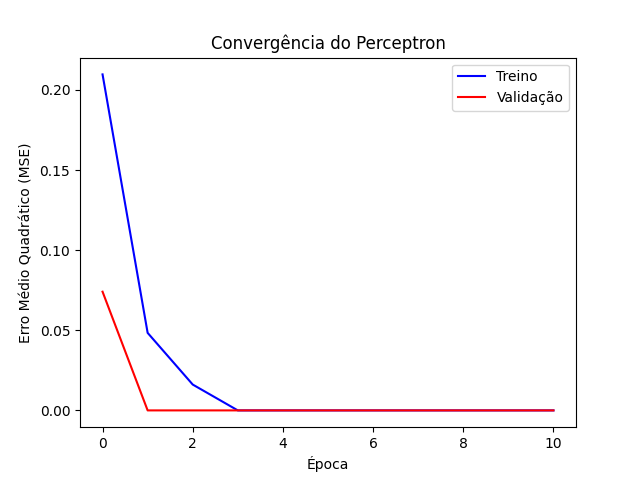 Convergência do Perceptron
Treino
Validação
Erro Médio Quadrático (MSE)
0.20
0.15
0.10
0.05
0.00
0 2 4 6 8 10
Época